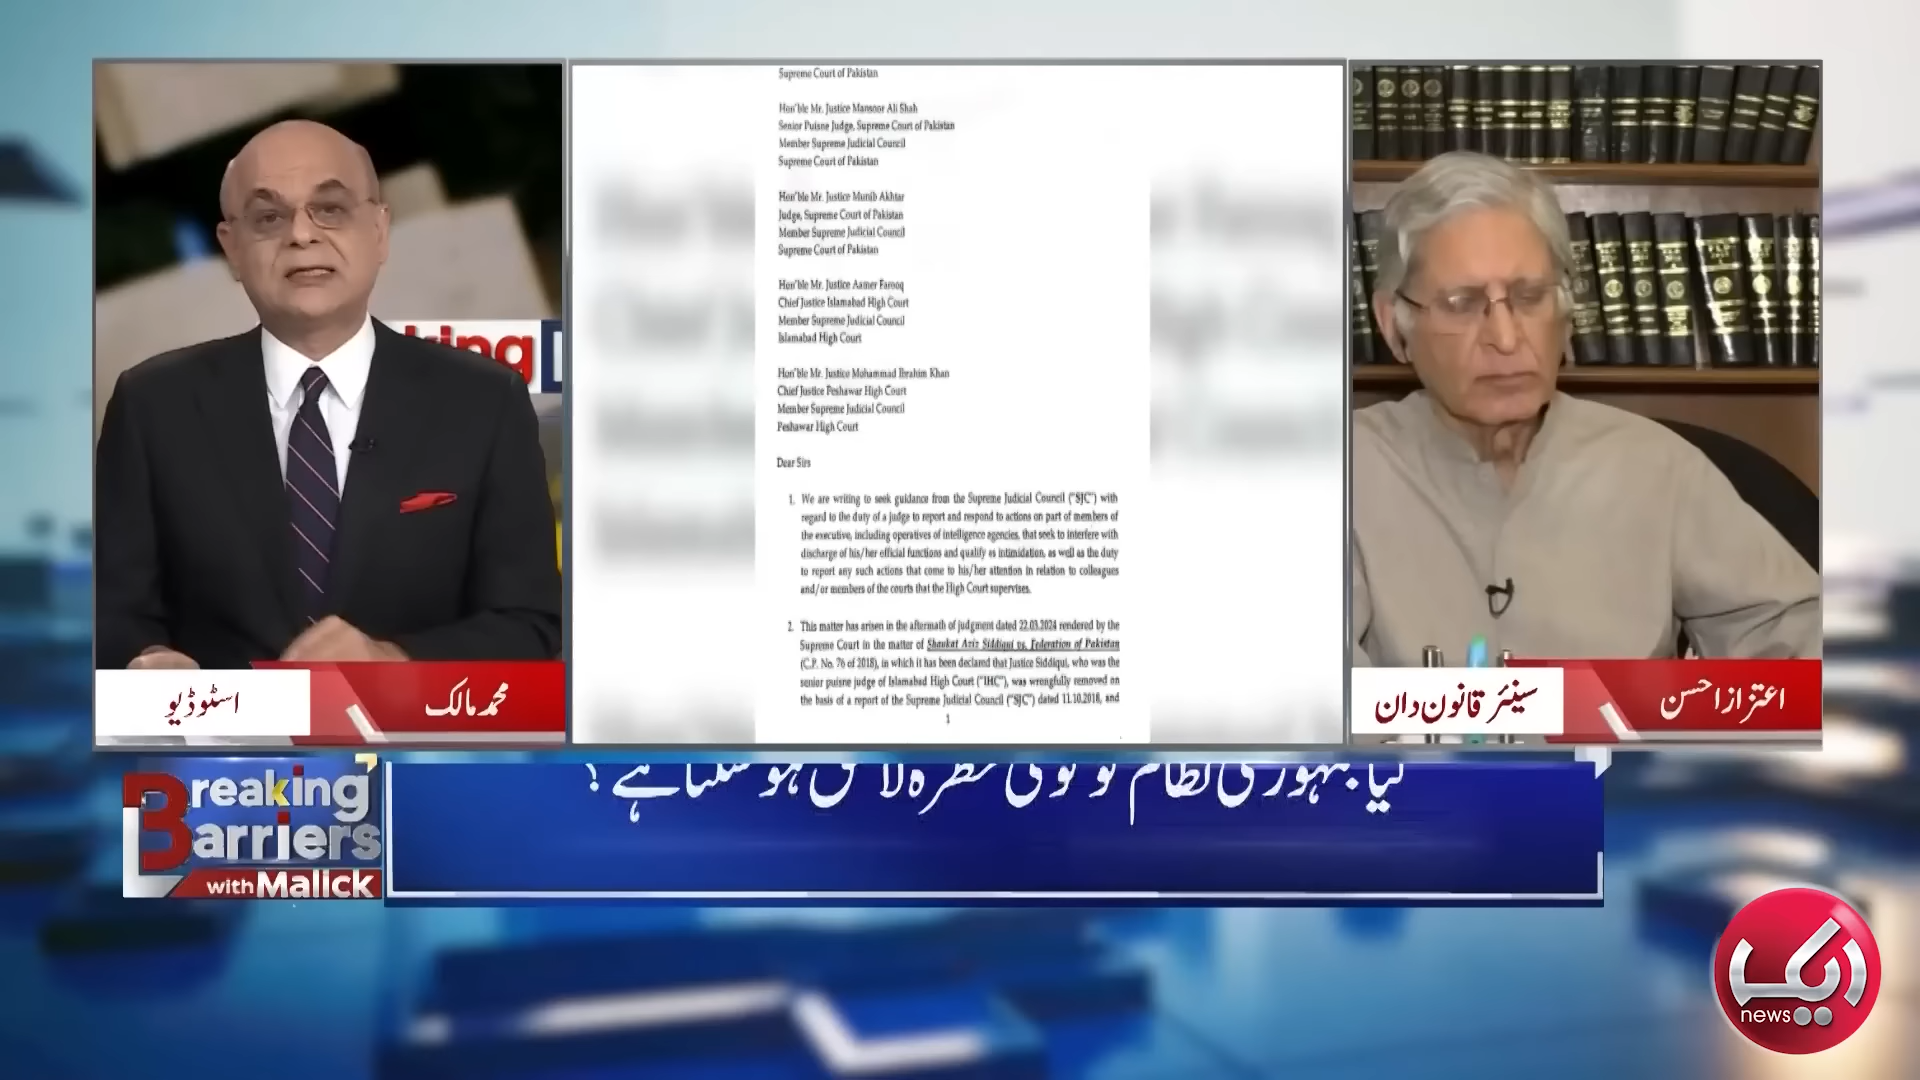 Supreme Court of Pakistan
Hon'ble Mr. Justice Mansoor Ali Shah
Senior Puisne Judge, Supreme Court of Pakistan
Member Supreme Judicial Council
Supreme Court of Pakistan
Hon'ble Mr. Justice Munib Akhtar
Judge, Supreme Court of Pakistan
Member Supreme Judicial Council
Supreme Court of Pakistan
Hon'ble Mr. Justice Aamer Farooq
Chief Justice Islamabad High Court
Member Supreme Judicial Council
Islamabad High Court
Hon'ble Mr. Justice Mohammad Ibrahim Khan
Chief Justice Peshawar High Court
Member Supreme Judicial Council
Peshawar High Court
Dear Sirs
1. We are writing to seek guidance from the Supreme Judicial Council ("SJC") with
regard to the duty of a judge to report and respond to actions on part of members of
the executive, including operatives of intelligence agencies, that seek to interfere with
discharge of his/her official functions and qualify as intimidation, as well as the duty
to report any such actions that come to his/her attention in relation to colleagues
and/or members of the courts that the High Court supervises.
2. This matter has arisen in the aftermath of judgment dated 22.03.2024 rendered by the
Supreme Court in the matter of Shaukat Aziz Siddiqui vs. Federation of Pakistan
(C.P. No. 76 of 2018), in which it has been declared that Justice Siddiqui, who was the
senior puisne judge of Islamabad High Court ("IHC"), was wrongfully removed on
the basis of a report of the Supreme Judicial Council ("SJC") dated 11.10.2018, and
1
king
محمد مالک
اسٹوڈیو
اعتزاز احسن
سینئر قانون دان
Breaking
Barriers
with Malick
کیا جمہوری نظام کو کوئی خطرہ لاحق ہو سکتا ہے؟
ایک
news